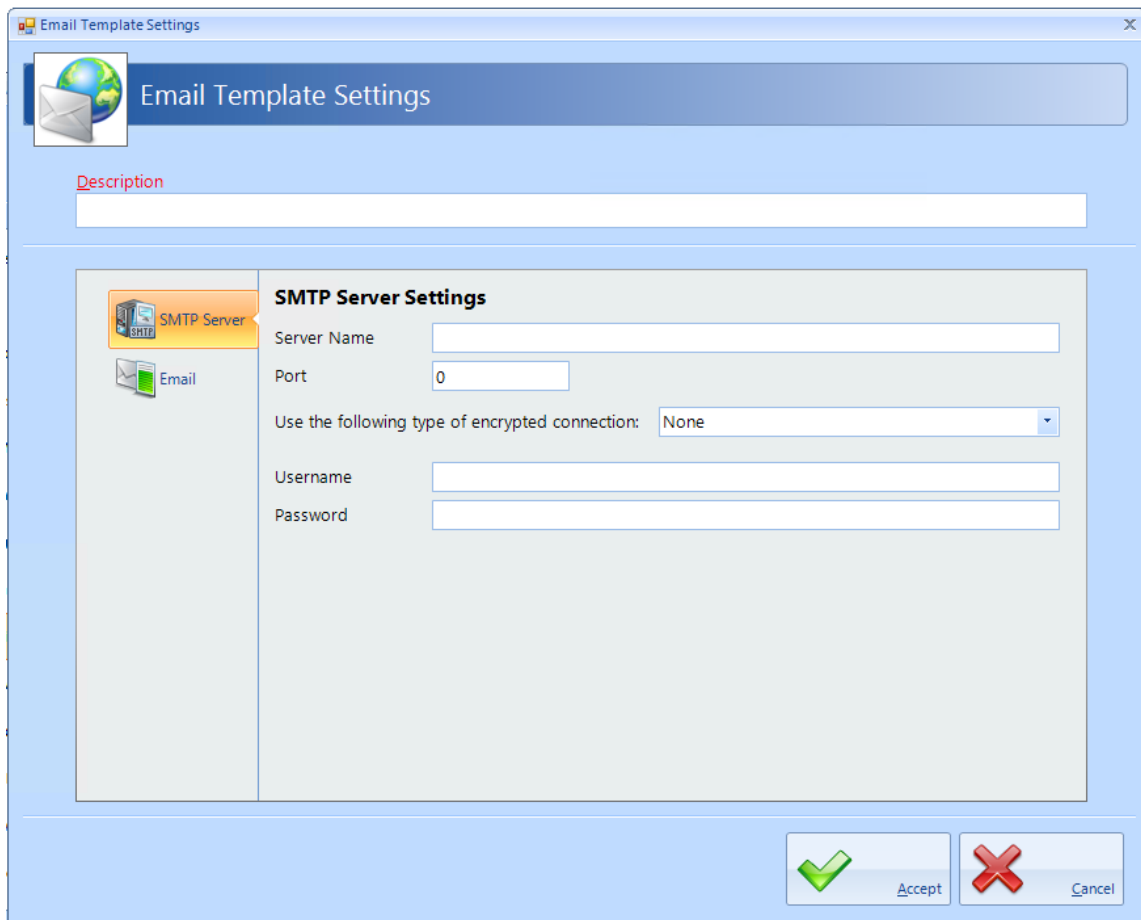 Email Template Settings
Email Template Settings
Description
SMTP Server Settings
SMTP
SMTP Server
Server Name
Email
Port
0
Use the following type of encrypted connection:
None
Username
Password
Accept
Cancel